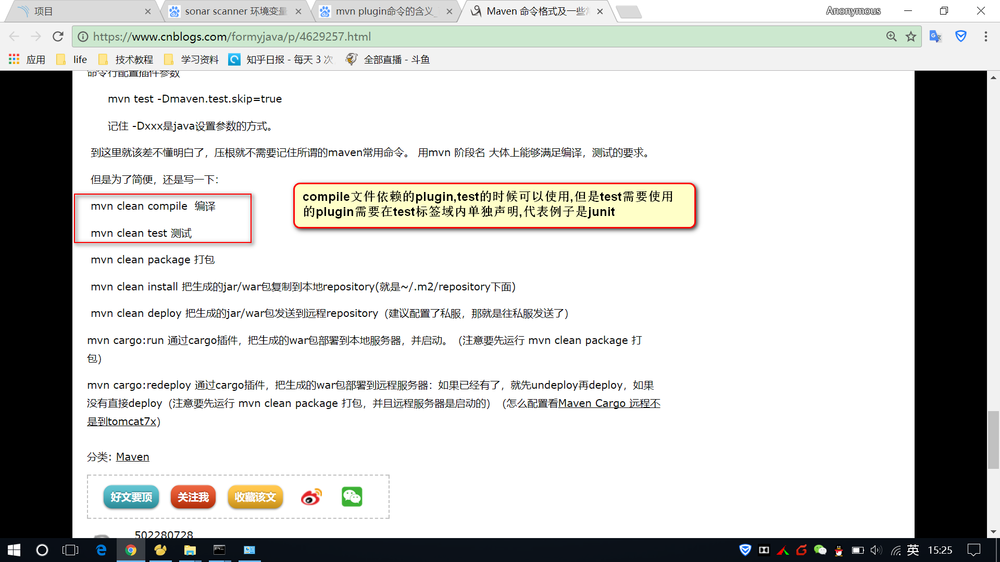 项目
sonar scanner 环境变量
mvn plugin命令的含义_
Maven 命令格式及一些
Anonymous
https://www.cnblogs.com/formyjava/p/4629257.html
应用
life
技术教程
学习资料
知乎日报 - 每天 3 次
全部直播 - 斗鱼
命令行配置插件参数
mvn test -Dmaven.test.skip=true
记住 -Dxxx是java设置参数的方式。
到这里就该差不懂明白了，压根就不需要记住所谓的maven常用命令。 用mvn 阶段名 大体上能够满足编译，测试的要求。
但是为了简便，还是写一下：
compile文件依赖的plugin,test的时候可以使用,但是test需要使用
的plugin需要在test标签域内单独声明,代表例子是junit
mvn clean compile  编译
mvn clean test 测试
mvn clean package 打包
mvn clean install 把生成的jar/war包复制到本地repository(就是~/.m2/repository下面)
mvn clean deploy 把生成的jar/war包发送到远程repository（建议配置了私服，那就是往私服发送了）
mvn cargo:run 通过cargo插件，把生成的war包部署到本地服务器，并启动。（注意要先运行 mvn clean package 打
包）
mvn cargo:redeploy 通过cargo插件，把生成的war包部署到远程服务器：如果已经有了，就先undeploy再deploy，如果
没有直接deploy（注意要先运行 mvn clean package 打包，并且远程服务器是启动的）（怎么配置看Maven Cargo 远程不
是到tomcat7x）
分类: Maven
好文要顶
关注我
收藏该文
502280728
英
15:25